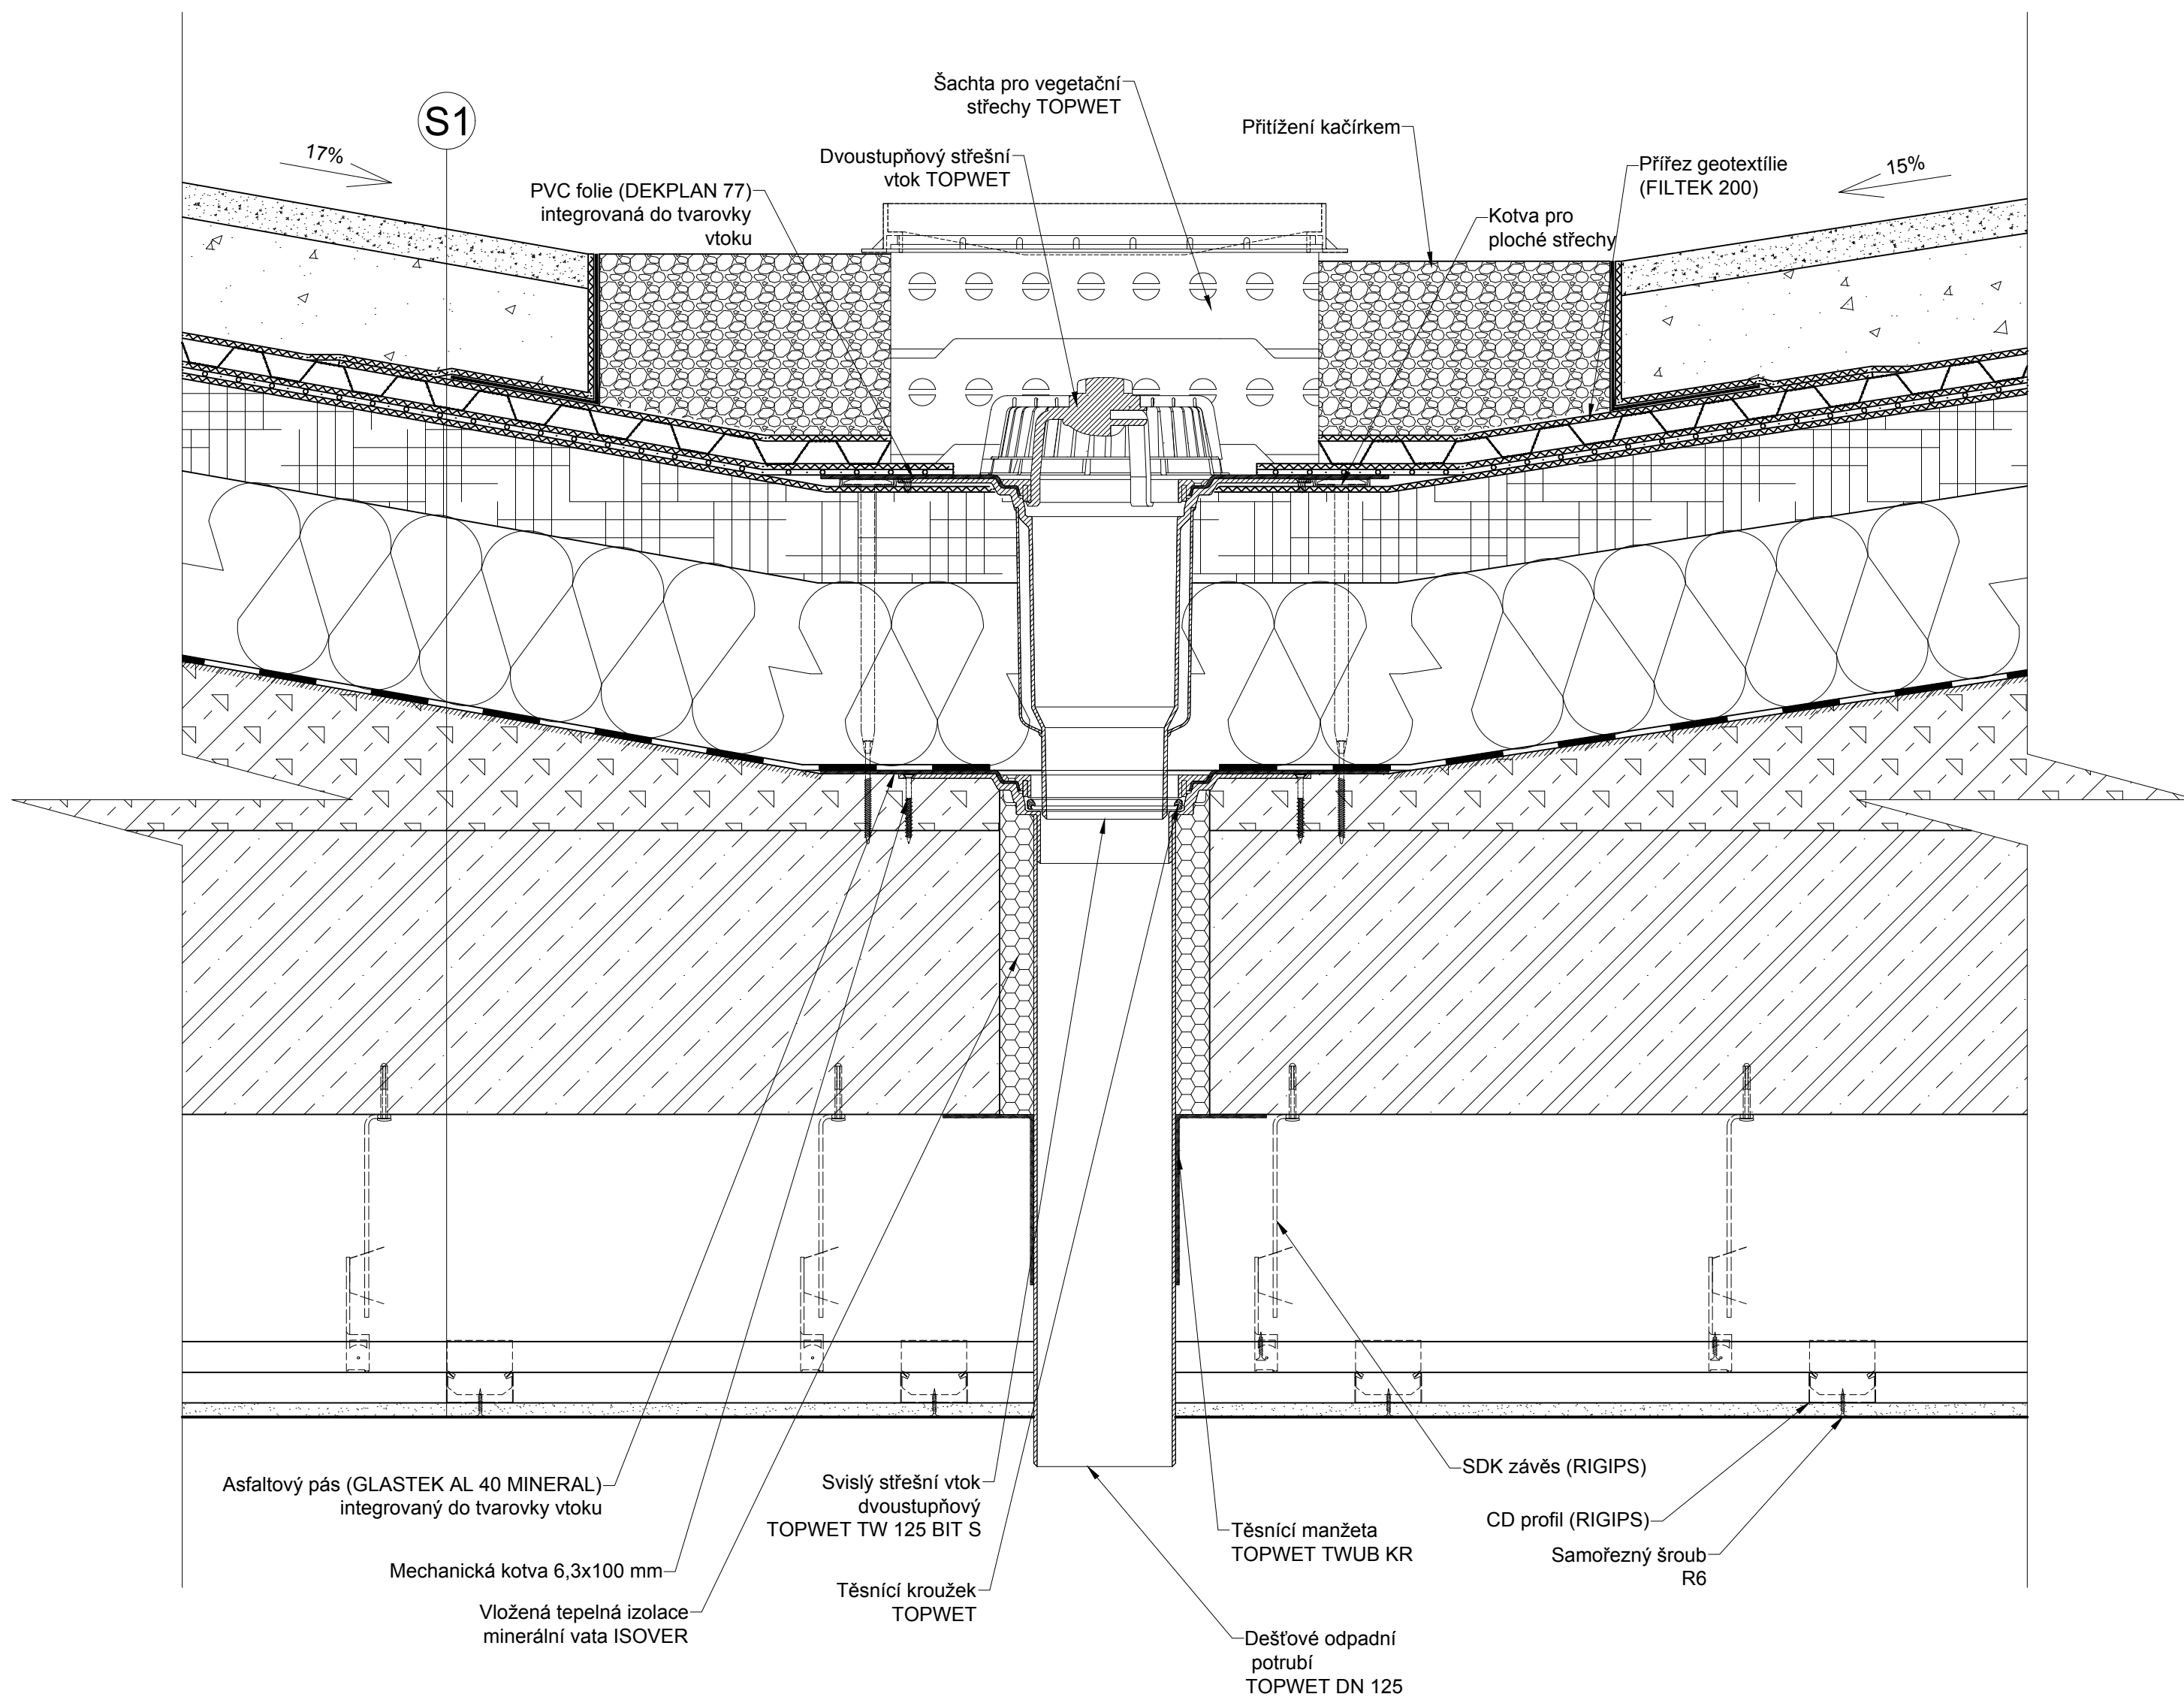 Šachta pro vegetační
střechy TOPWET
S1
Přitížení kačírkem
17%
Dvoustupňový střešní
vtok TOPWET
Přířez geotextílie
(FILTEK 200)
15%
PVC folie (DEKPLAN 77)
integrovaná do tvarovky
vtoku
Kotva pro
ploché střechy
Asfaltový pás (GLASTEK AL 40 MINERAL)
integrovaný do tvarovky vtoku
Svislý střešní vtok
dvoustupňový
TOPWET TW 125 BIT S
SDK závěs (RIGIPS)
CD profil (RIGIPS)
Těsnící manžeta
TOPWET TWUB KR
Samořezný šroub
R6
Mechanická kotva 6,3x100 mm
Těsnící kroužek
TOPWET
Vložená tepelná izolace
minerální vata ISOVER
Dešťové odpadní
potrubí
TOPWET DN 125